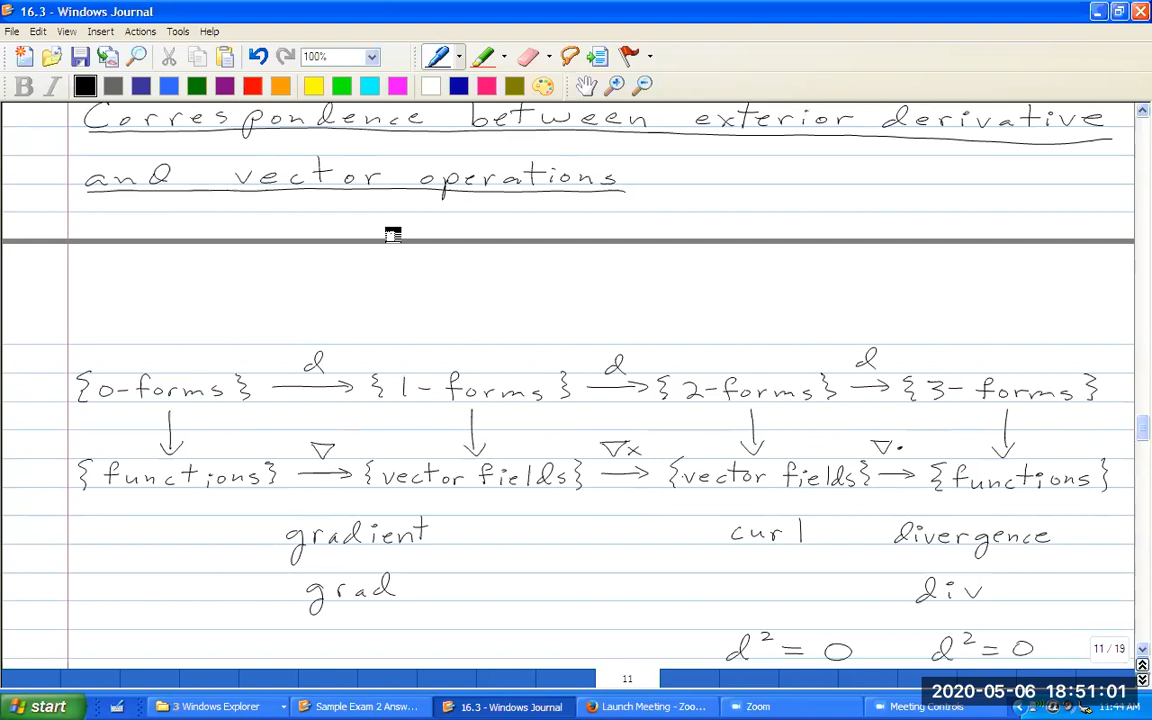 16.3 - Windows Journal
File Edit View Insert Actions Tools Help
100%
B I
Correspondence between exterior derivative
and vector operations
d d d
{0-forms} → {1-forms} → {2-forms} → {3-forms}
↓ ↓ ↓ ↓
∇ ∇× ∇·
{functions} → {vector fields} → {vector fields} → {functions}
gradient curl divergence
grad div
d² = 0 d² = 0
11 / 19
11
2020-05-06 18:51:01
start 3 Windows Explorer Sample Exam 2 Answ... 16.3 - Windows Journal Launch Meeting - Zoo... Zoom Meeting Controls 11:44 AM